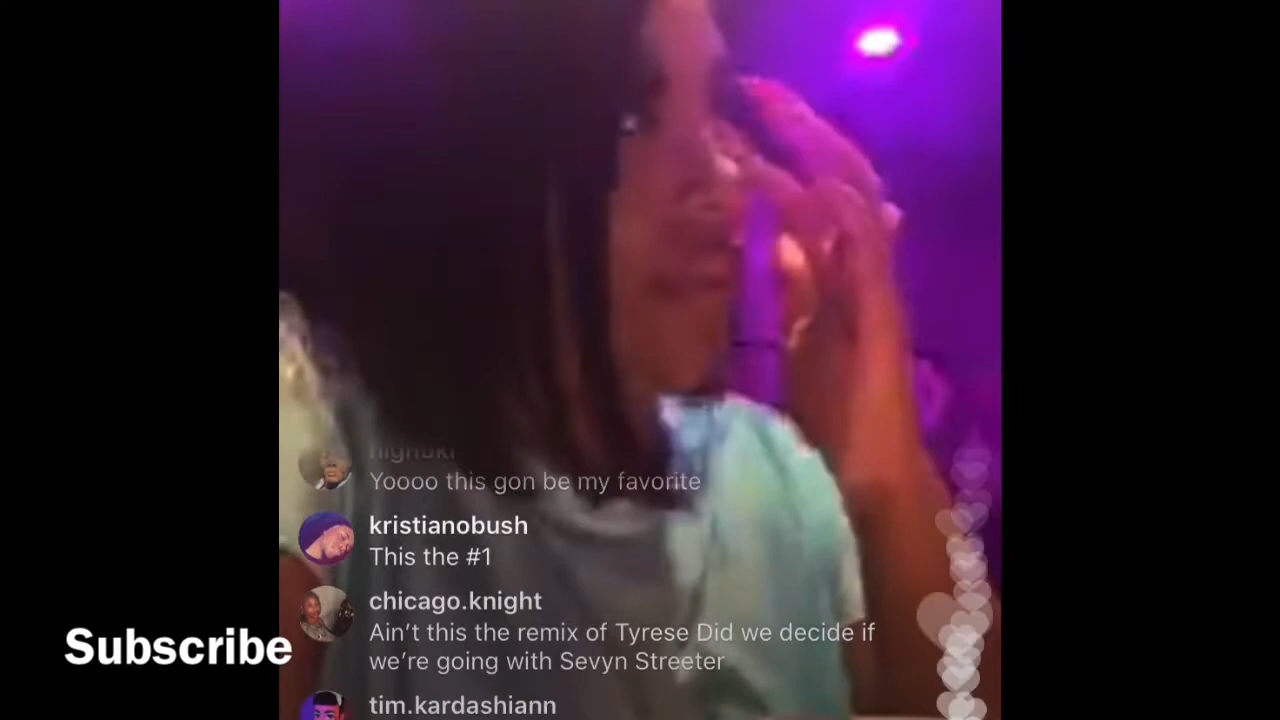 Yoooo this gon be my favorite
kristianobush
This the #1
chicago.knight
Ain't this the remix of Tyrese Did we decide if
we're going with Sevyn Streeter
Subscribe
tim.kardashiann